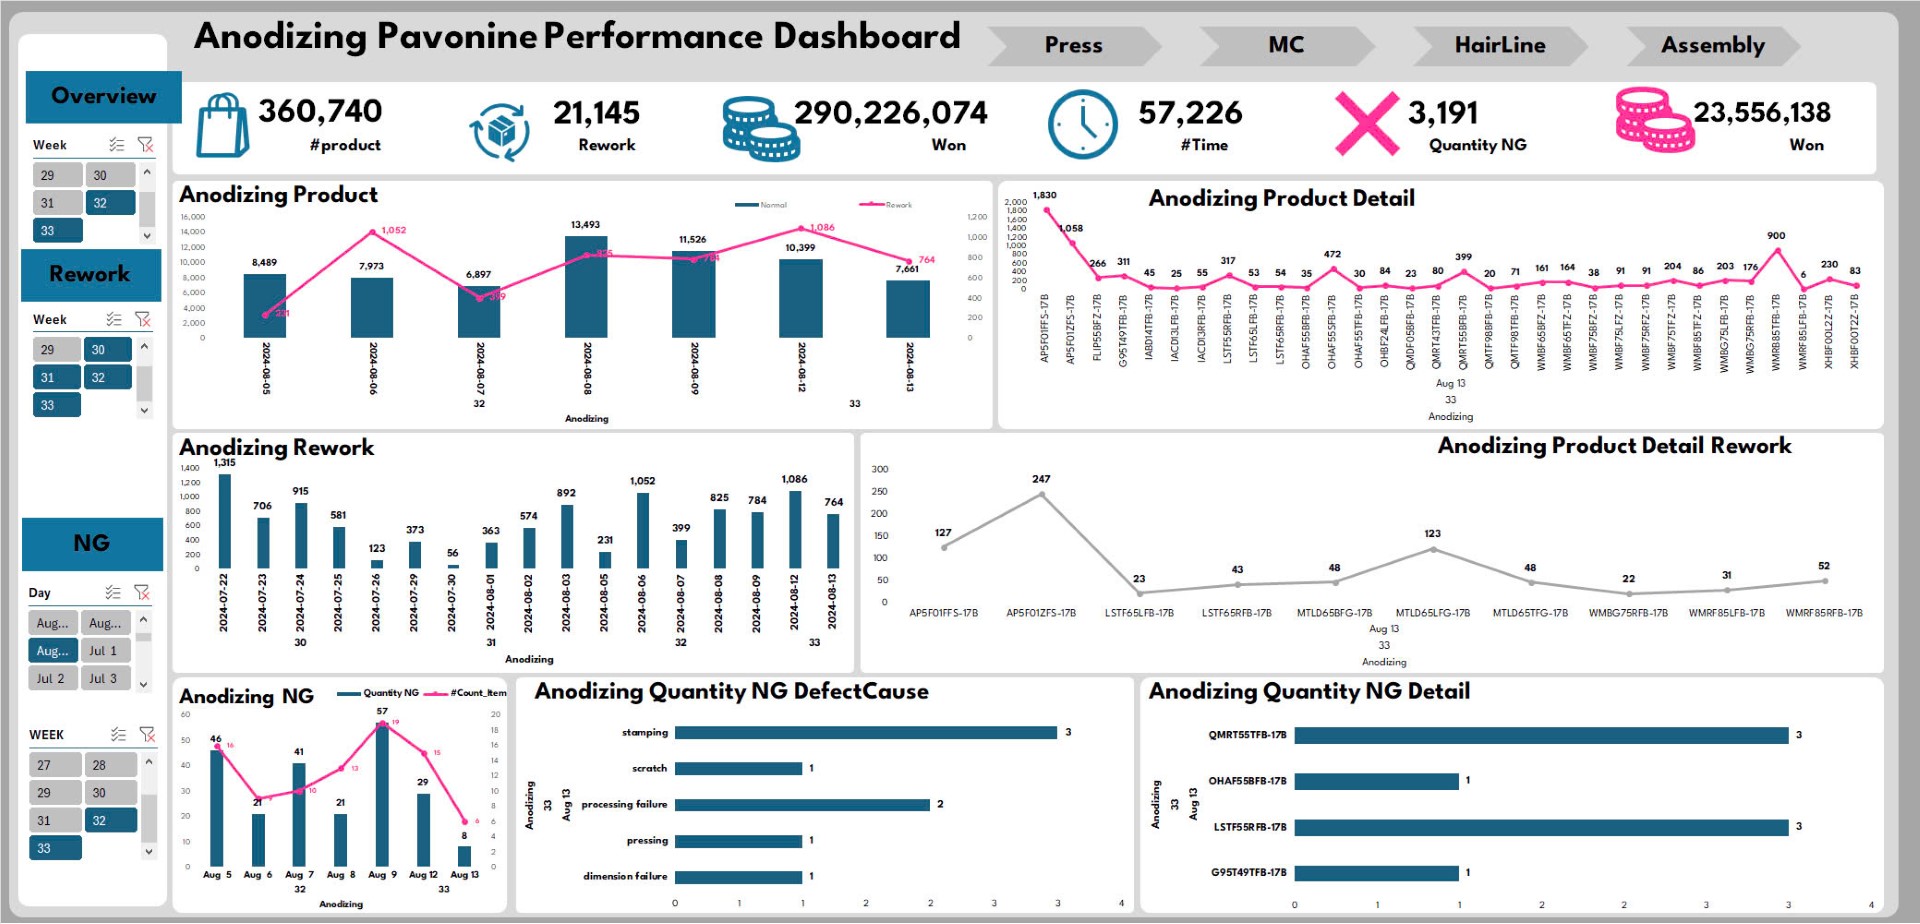 Anodizing Pavonine Performance Dashboard
Press
MC
HairLine
Assembly
Overview
360,740
#product
21,145
Rework
290,226,074
Won
57,226
#Time
3,191
Quantity NG
23,556,138
Won
Week
29 30
31 32
33
Rework
Week
29 30
31 32
33
NG
Day
Aug... Aug...
Aug... Jul 1
Jul 2 Jul 3
WEEK
27 28
29 30
31 32
33
Anodizing Product
Normal Rework
16,000
14,000
12,000
10,000
8,000
6,000
4,000
2,000
0
1,200
1,000
800
600
400
200
0
8,489 7,973 6,897 13,493 11,526 10,399 7,661
231 1,052 399 825 784 1,086 764
2024-08-05 2024-08-06 2024-08-07 2024-08-08 2024-08-09 2024-08-12 2024-08-13
32 33
Anodizing
Anodizing Product Detail
2,000
1,800
1,600
1,400
1,200
1,000
800
600
400
200
0
1,830 1,058 266 311 45 25 55 317 53 54 35 472 30 84 23 80 399 20 71 161 164 38 91 91 204 86 203 176 900 6 230 83
AP5F01FFS-17B
AP5F01ZFS-17B
FLIP55BFZ-17B
G95T49TFB-17B
IABD14TFB-17B
IACD13LFB-17B
IACD13RFB-17B
LSTF55RFB-17B
LSTF65LFB-17B
LSTF65RFB-17B
OHAF55BFB-17B
OHAF55SFB-17B
OHAF55TFB-17B
OHBF24LFB-17B
QMDF05BFB-17B
QMRT43TFB-17B
QMRT55BFB-17B
QMTF98BFB-17B
QMTF98TFB-17B
WMBF65BFZ-17B
WMBF65TFZ-17B
WMBF75BFZ-17B
WMBF75LFZ-17B
WMBF75RFZ-17B
WMBF75TFZ-17B
WMBF85TFZ-17B
WMBG75LFB-17B
WMBG75RFB-17B
WMRB85TFB-17B
WMRF85LFB-17B
XHBF00L2Z-17B
XHBF00T2Z-17B
Aug 13
33
Anodizing
Anodizing Rework
1,400
1,200
1,000
800
600
400
200
0
1,315 706 915 581 123 373 56 363 574 892 231 1,052 399 825 784 1,086 764
2024-07-22 2024-07-23 2024-07-24 2024-07-25 2024-07-26 2024-07-29 2024-07-30 2024-08-01 2024-08-02 2024-08-03 2024-08-05 2024-08-06 2024-08-07 2024-08-08 2024-08-09 2024-08-12 2024-08-13
30 31 32 33
Anodizing
Anodizing Product Detail Rework
300
250
200
150
100
50
0
127 247 23 43 48 123 48 22 31 52
AP5F01FFS-17B AP5F01ZFS-17B LSTF65LFB-17B LSTF65RFB-17B MTLD65BFG-17B MTLD65LFG-17B MTLD65TFG-17B WMBG75RFB-17B WMRF85LFB-17B WMRF85RFB-17B
Aug 13
33
Anodizing
Anodizing NG
Quantity NG #Count_Item
60
50
40
30
20
10
0
20
18
16
14
12
10
8
6
4
2
0
46 21 41 21 57 29 8
16 9 10 13 19 15 6
Aug 5 Aug 6 Aug 7 Aug 8 Aug 9 Aug 12 Aug 13
32 33
Anodizing
Anodizing Quantity NG DefectCause
Anodizing
33
Aug 13
stamping 3
scratch 1
processing failure 2
pressing 1
dimension failure 1
0 1 1 2 2 3 3 4
Anodizing Quantity NG Detail
Anodizing
33
Aug 13
QMRT55TFB-17B 3
OHAF55BFB-17B 1
LSTF55RFB-17B 3
G95T49TFB-17B 1
0 1 1 2 2 3 3 4